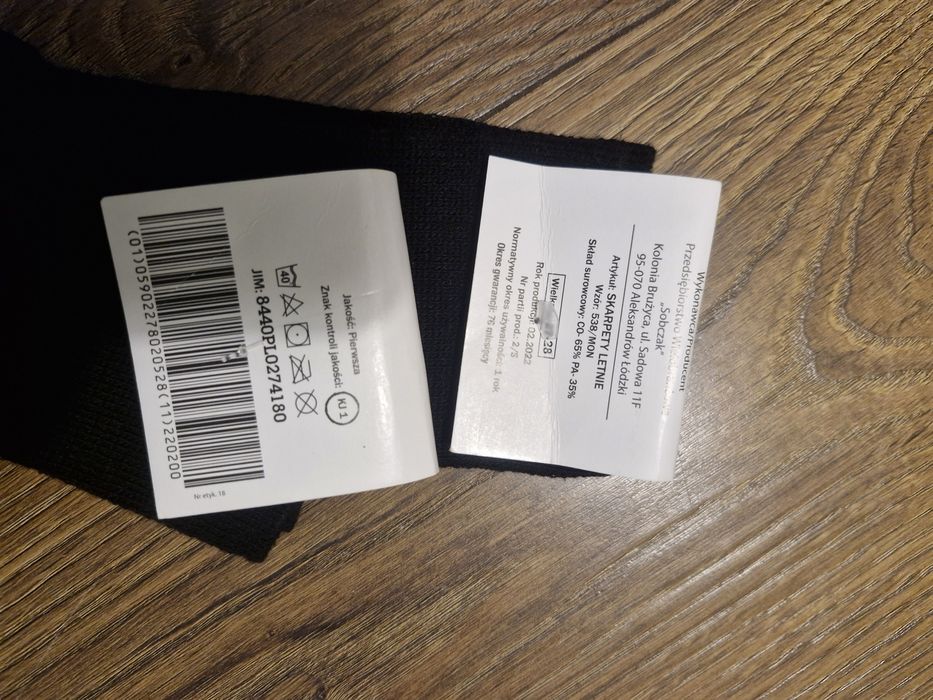 Jakość: Pierwsza
Znak kontroli jakości: KJ 1
40
JIM: 8440PL0274180
(01)05902278020528(11)220200
Nr etyk. 18
Wykonawca/Producent
Przedsiębiorstwo
„Sobczak"
Kolonia Brużyca, ul. Sadowa 11F
95-070 Aleksandrów Łódzki
Artykuł: SKARPETY LETNIE
Wzór: 538/MON
Skład surowcowy: CO 65% PA- 35%
28
Rok produkcji 02.2022
Nr partii prod.: 2/S
Normatywny okres używalności: 1 rok
Okres gwarancji: 76 miesięcy